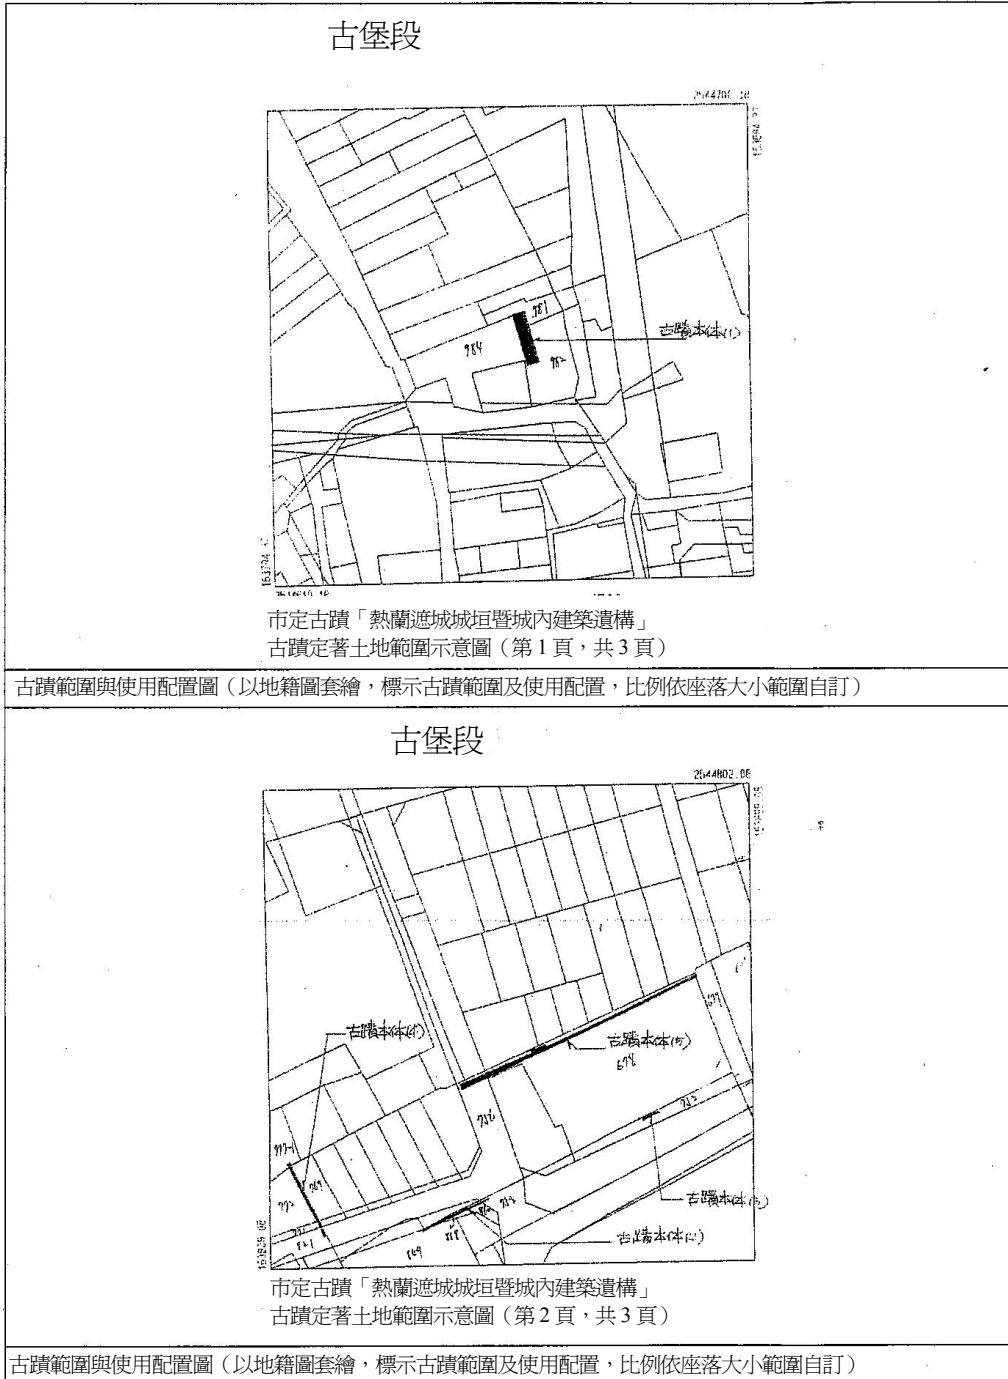 古堡段
981
古蹟本体(1)
984
982
市定古蹟「熱蘭遮城城垣暨城內建築遺構」
古蹟定著土地範圍示意圖（第1頁，共3頁）
古蹟範圍與使用配置圖（以地籍圖套繪，標示古蹟範圍及使用配置，比例依座落大小範圍自訂）
古堡段
2544802.06
古蹟本体(4)
古蹟本体(5)
678
古蹟本体(3)
古蹟本体(2)
821
市定古蹟「熱蘭遮城城垣暨城內建築遺構」
古蹟定著土地範圍示意圖（第2頁，共3頁）
古蹟範圍與使用配置圖（以地籍圖套繪，標示古蹟範圍及使用配置，比例依座落大小範圍自訂）